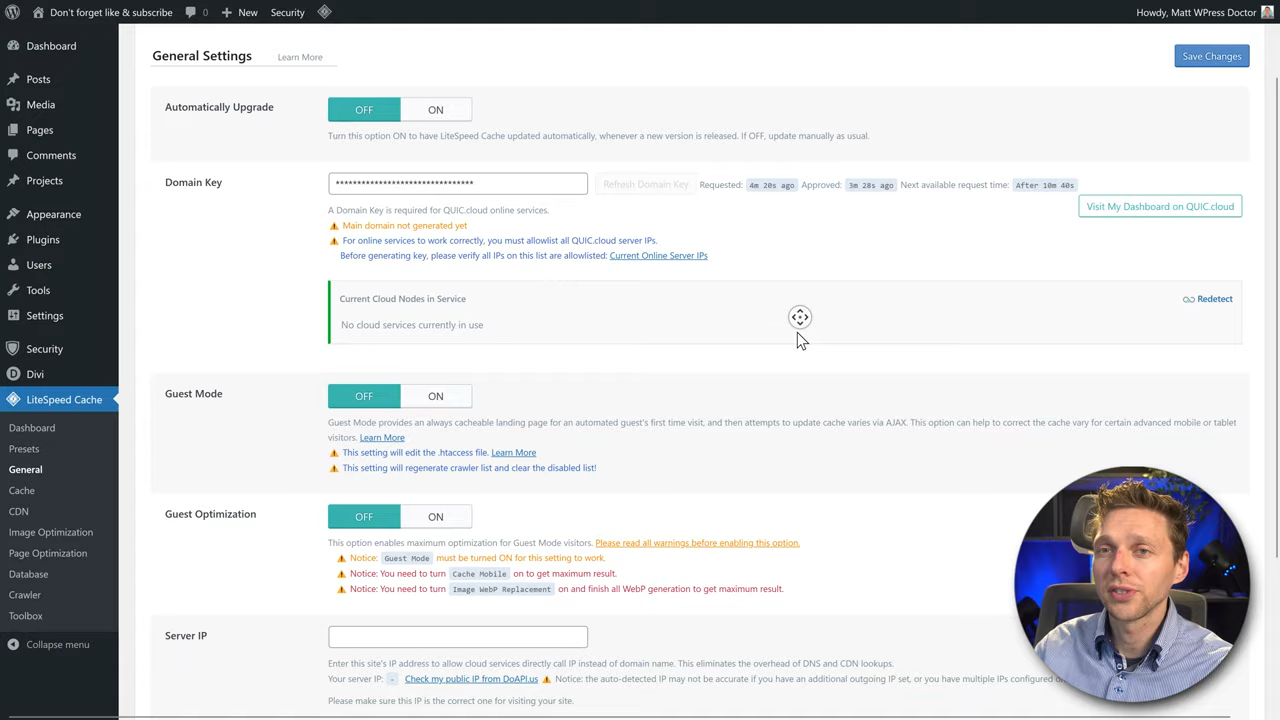 Don't forget to like & subscribe
0
New
Security
Howdy, Matt WPress Doctor
Dashboard
Posts
Media
Pages
Comments
Projects
Appearance
Plugins
Users
Tools
Settings
Security
Divi
LiteSpeed Cache
Dashboard
Presets
General
Cache
CDN
Image Optimization
Page Optimization
Database
Crawler
Toolbox
Collapse menu
General Settings
Learn More
Save Changes
Automatically Upgrade
OFF
ON
Turn this option ON to have LiteSpeed Cache updated automatically, whenever a new version is released. If OFF, update manually as usual.
Domain Key
********************************
Refresh Domain Key
Requested: 4m 20s ago Approved: 3m 28s ago Next available request time: After 10m 40s
Visit My Dashboard on QUIC.cloud
A Domain Key is required for QUIC.cloud online services.
Main domain not generated yet
For online services to work correctly, you must allowlist all QUIC.cloud server IPs.
Before generating key, please verify all IPs on this list are allowlisted: Current Online Server IPs
Current Cloud Nodes in Service
Redetect
No cloud services currently in use
Guest Mode
OFF
ON
Guest Mode provides an always cacheable landing page for an automated guest's first time visit, and then attempts to update cache varies via AJAX. This option can help to correct the cache vary for certain advanced mobile or tablet
visitors. Learn More
This setting will edit the .htaccess file. Learn More
This setting will regenerate crawler list and clear the disabled list!
Guest Optimization
OFF
ON
This option enables maximum optimization for Guest Mode visitors. Please read all warnings before enabling this option.
Notice: Guest Mode must be turned ON for this setting to work.
Notice: You need to turn Cache Mobile on to get maximum result.
Notice: You need to turn Image WebP Replacement on and finish all WebP generation to get maximum result.
Server IP
Enter this site's IP address to allow cloud services directly call IP instead of domain name. This eliminates the overhead of DNS and CDN lookups.
Your server IP: - Check my public IP from DoAPI.us Notice: the auto-detected IP may not be accurate if you have an additional outgoing IP set, or you have multiple IPs configured
Please make sure this IP is the correct one for visiting your site.